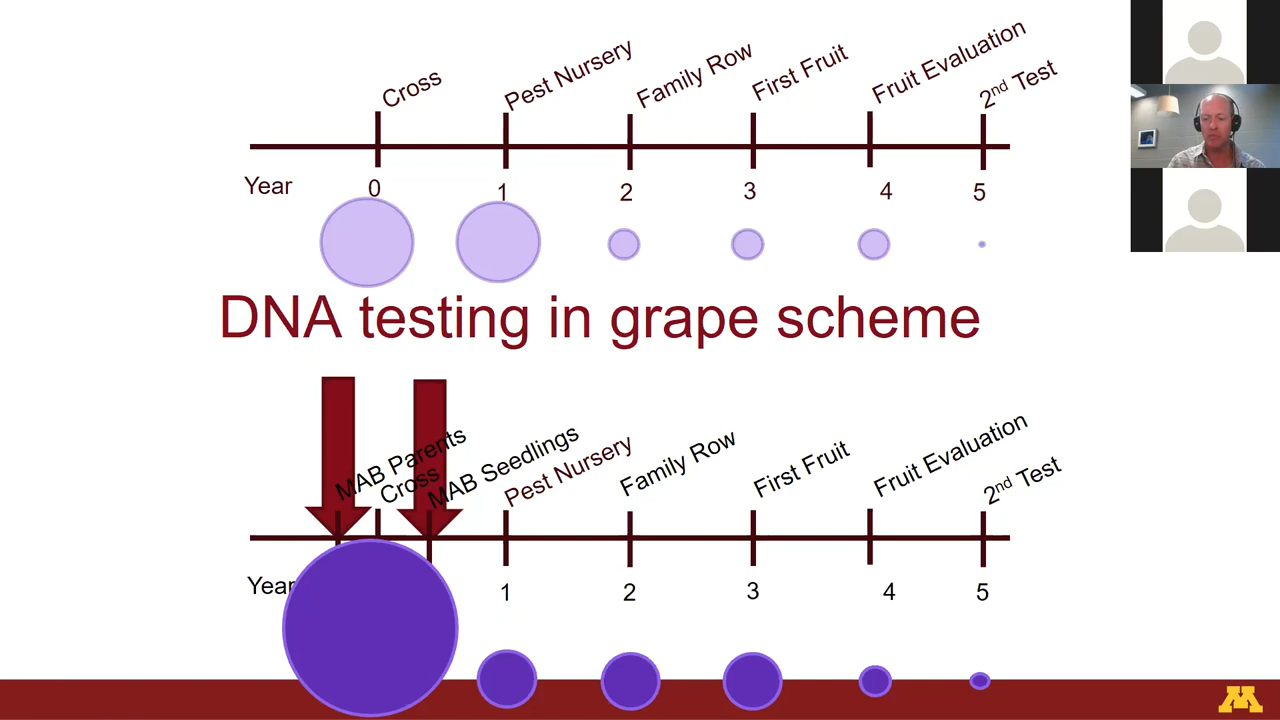 Cross
Pest Nursery
Family Row
First Fruit
Fruit Evaluation
2nd Test
Year 0 1 2 3 4 5
DNA testing in grape scheme
MAB Parents
Cross
MAB Seedlings
Pest Nursery
Family Row
First Fruit
Fruit Evaluation
2nd Test
Year 1 2 3 4 5
M